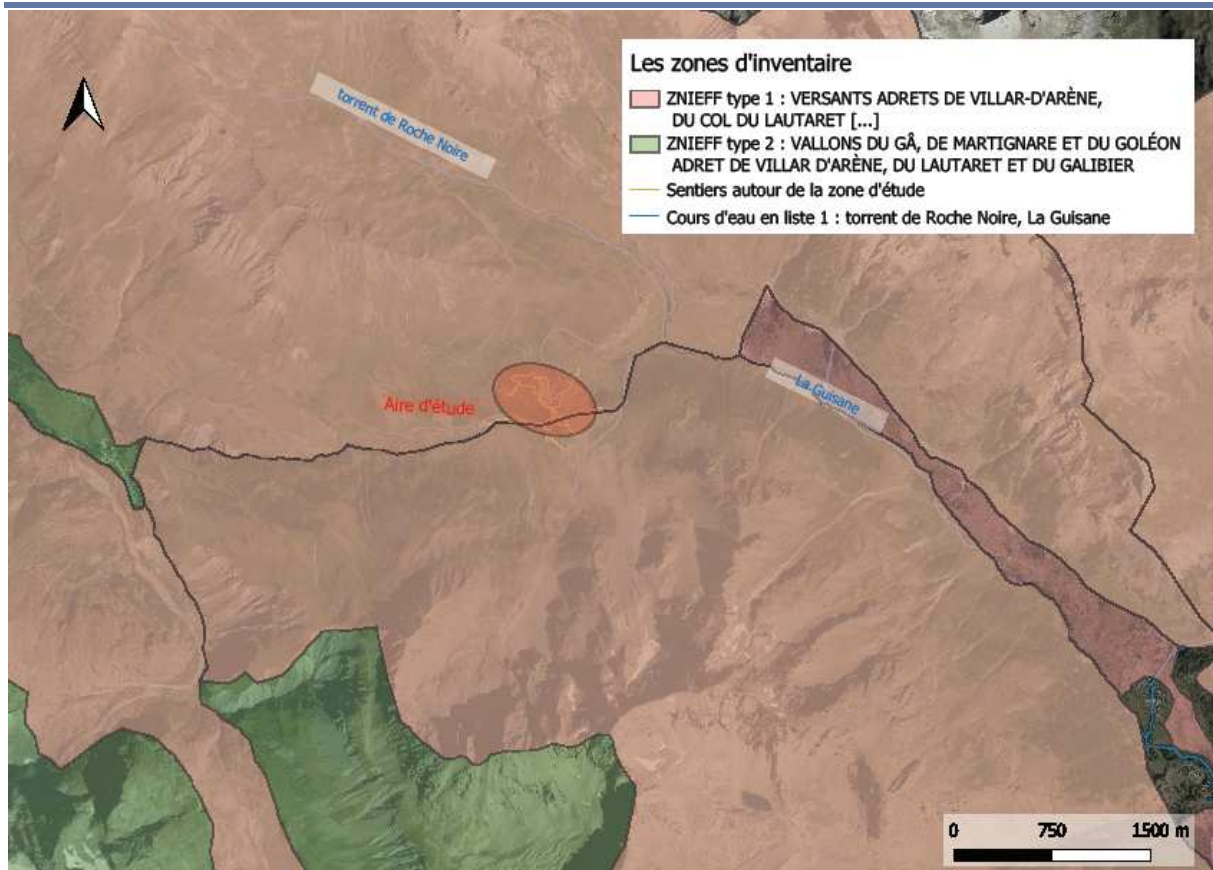 Les zones d'inventaire
ZNIEFF type 1 : VERSANTS ADRETS DE VILLAR-D'ARÈNE,
DU COL DU LAUTARET [...]
ZNIEFF type 2 : VALLONS DU GÂ, DE MARTIGNARE ET DU GOLÉON
ADRET DE VILLAR D'ARÈNE, DU LAUTARET ET DU GALIBIER
Sentiers autour de la zone d'étude
Cours d'eau en liste 1 : torrent de Roche Noire, La Guisane
torrent de Roche Noire
La Guisane
Aire d'étude
0 750 1500 m